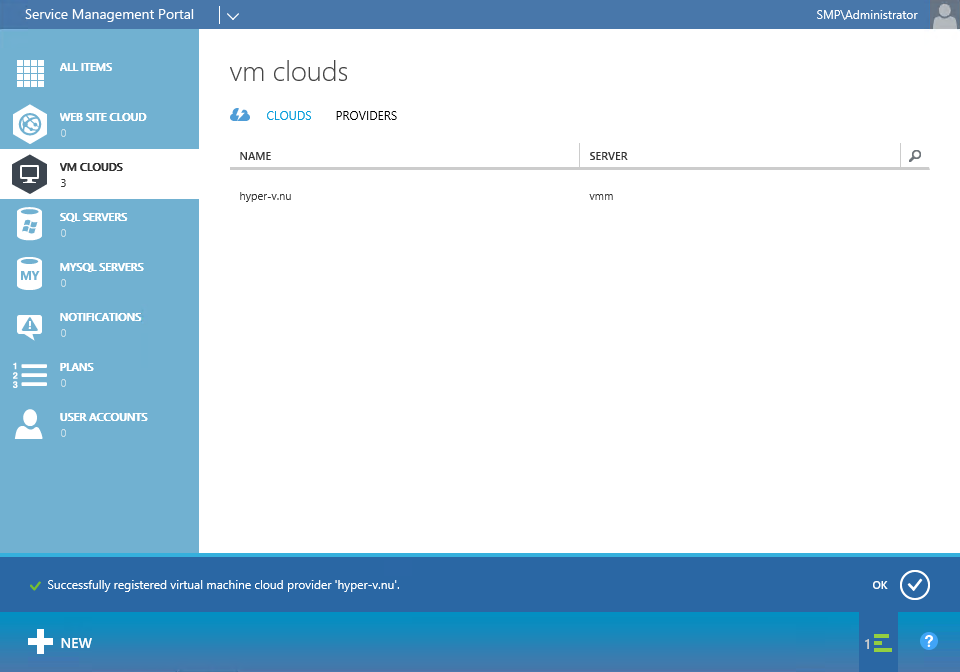 Service Management Portal
SMP\Administrator
ALL ITEMS
WEB SITE CLOUD
0
VM CLOUDS
3
SQL SERVERS
0
MY
MYSQL SERVERS
0
NOTIFICATIONS
0
1
2
3
PLANS
0
USER ACCOUNTS
0
vm clouds
CLOUDS PROVIDERS
NAME SERVER
hyper-v.nu vmm
Successfully registered virtual machine cloud provider 'hyper-v.nu'.
OK
NEW
1
?